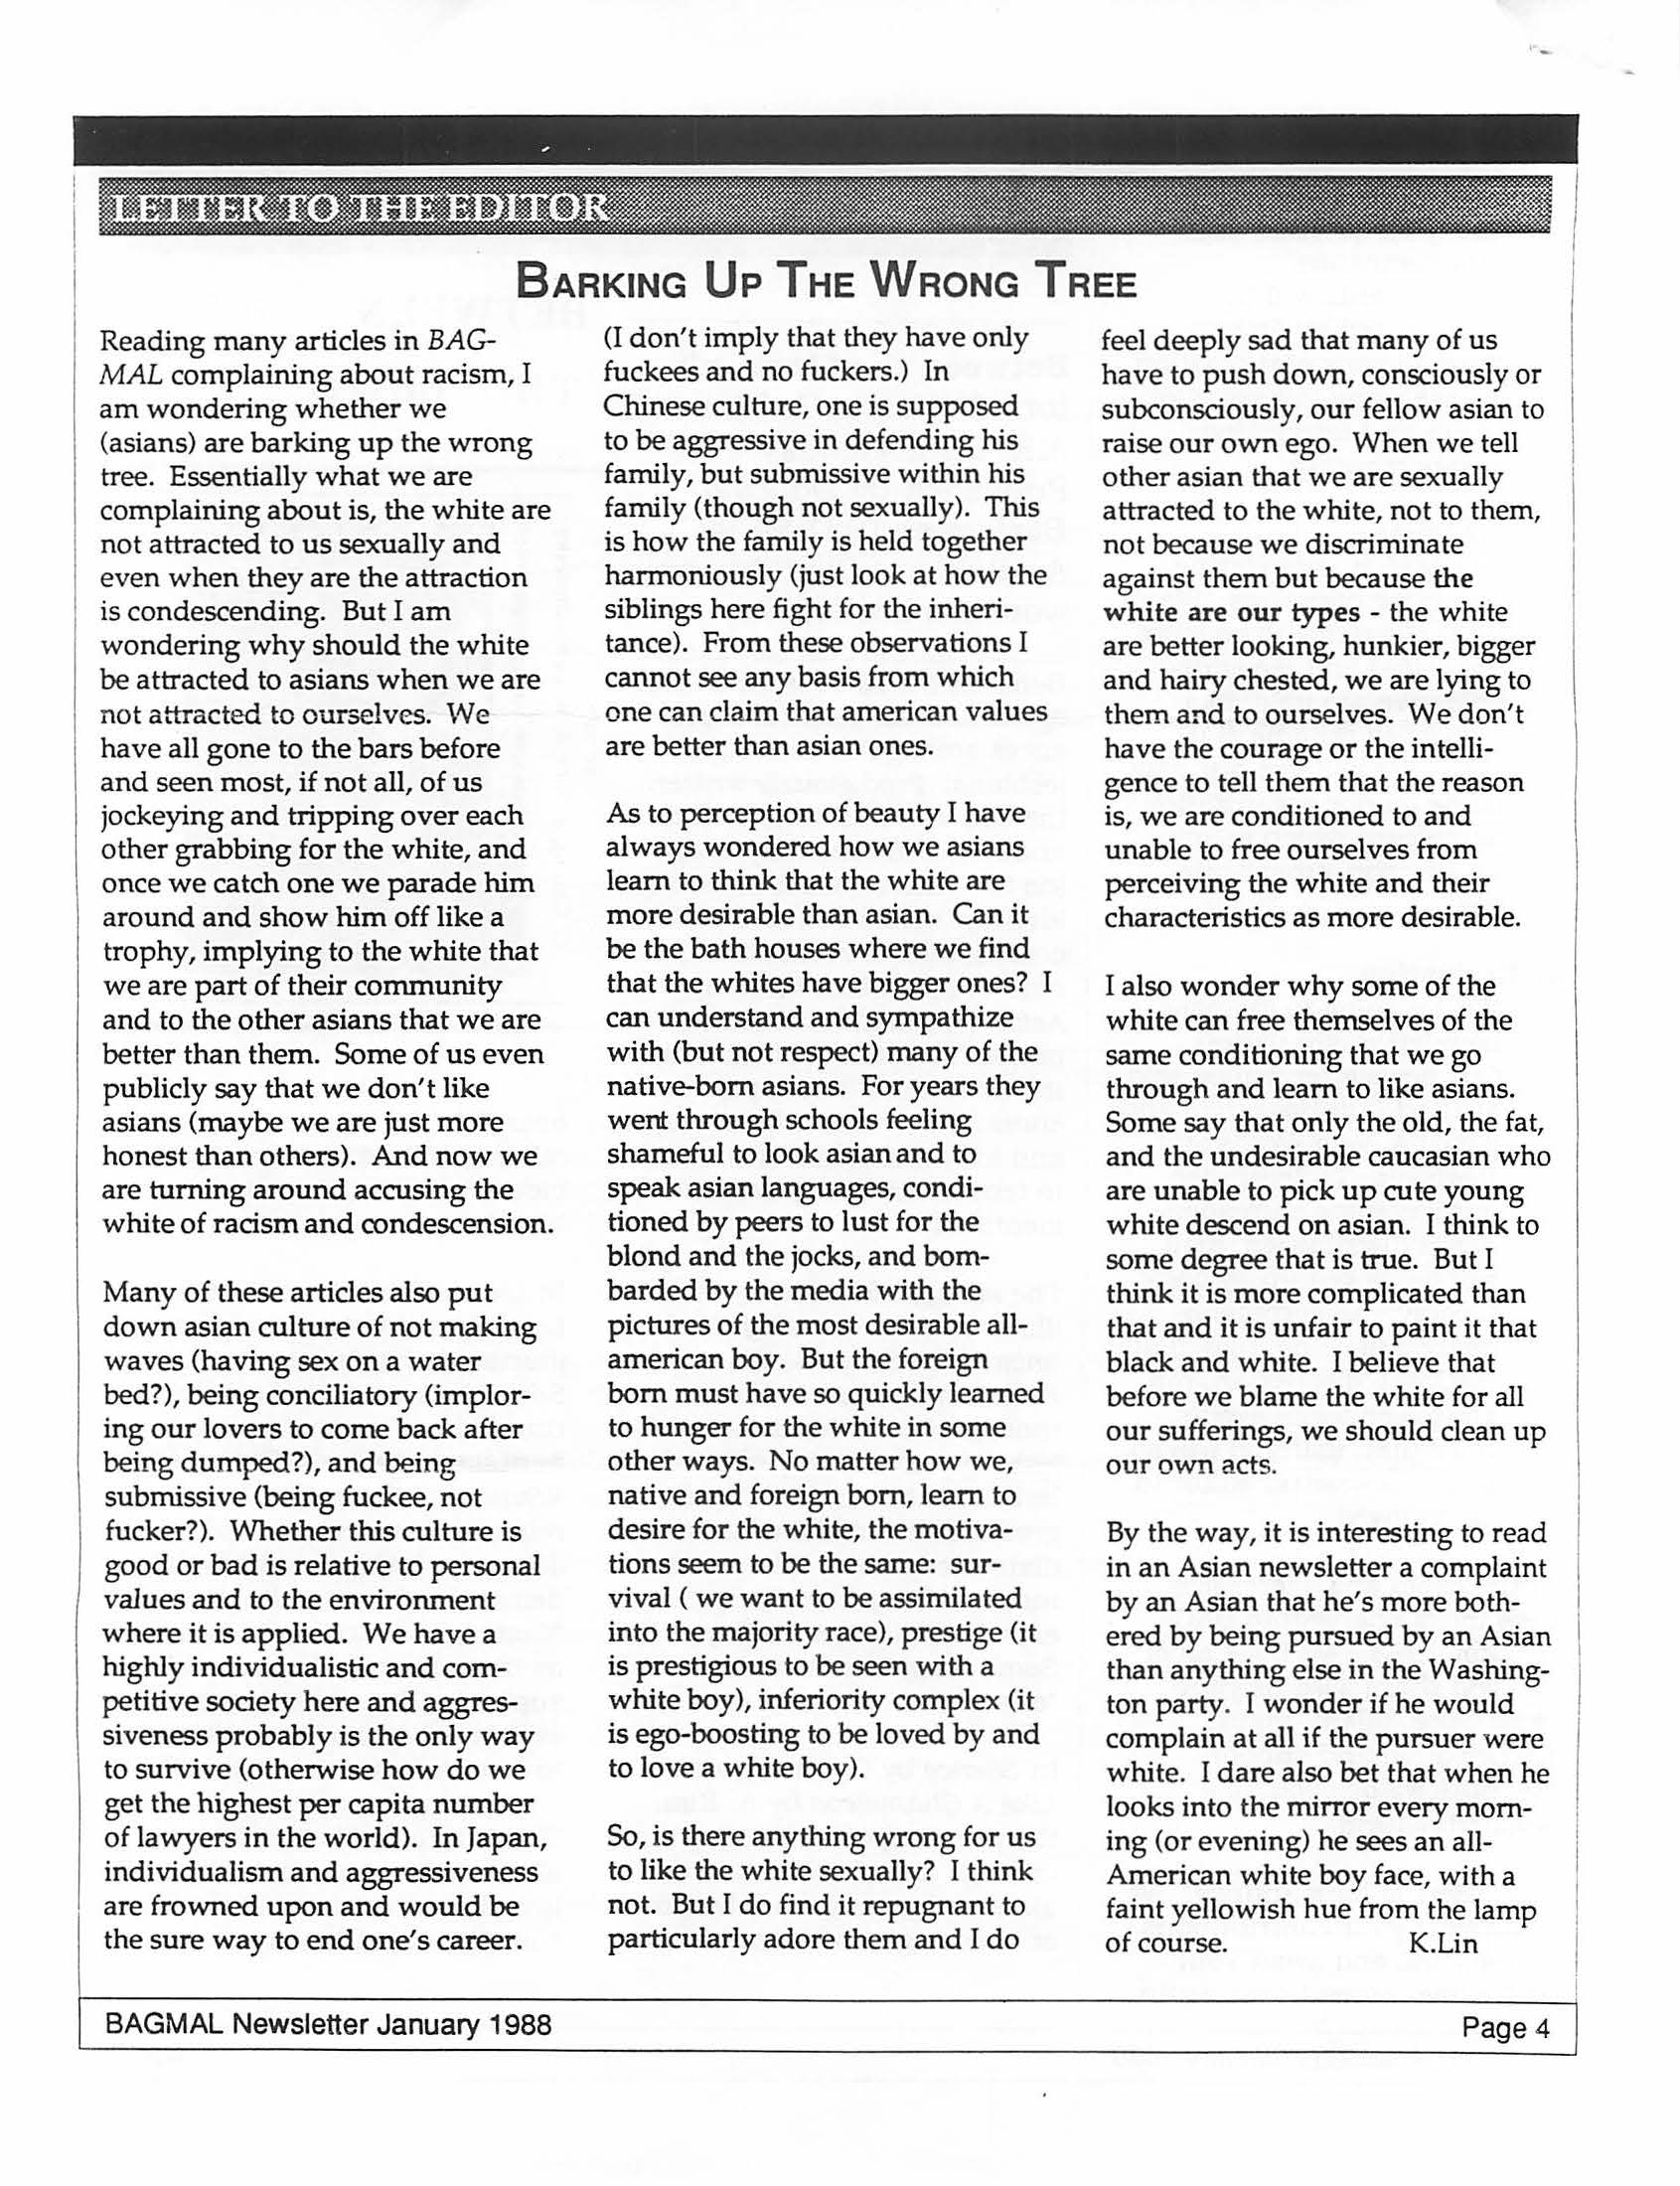 LETTER TO THE EDITOR
BARKING UP THE WRONG TREE
Reading many articles in BAG-
MAL complaining about racism, I
am wondering whether we
(asians) are barking up the wrong
tree. Essentially what we are
complaining about is, the white are
not attracted to us sexually and
even when they are the attraction
is condescending. But I am
wondering why should the white
be attracted to asians when we are
not attracted to ourselves. We
have all gone to the bars before
and seen most, if not all, of us
jockeying and tripping over each
other grabbing for the white, and
once we catch one we parade him
around and show him off like a
trophy, implying to the white that
we are part of their community
and to the other asians that we are
better than them. Some of us even
publicly say that we don't like
asians (maybe we are just more
honest than others). And now we
are turning around accusing the
white of racism and condescension.

Many of these articles also put
down asian culture of not making
waves (having sex on a water
bed?), being conciliatory (implor-
ing our lovers to come back after
being dumped?), and being
submissive (being fuckee, not
fucker?). Whether this culture is
good or bad is relative to personal
values and to the environment
where it is applied. We have a
highly individualistic and com-
petitive society here and aggres-
siveness probably is the only way
to survive (otherwise how do we
get the highest per capita number
of lawyers in the world). In Japan,
individualism and aggressiveness
are frowned upon and would be
the sure way to end one's career.
(I don't imply that they have only
fuckees and no fuckers.) In
Chinese culture, one is supposed
to be aggressive in defending his
family, but submissive within his
family (though not sexually). This
is how the family is held together
harmoniously (just look at how the
siblings here fight for the inheri-
tance). From these observations I
cannot see any basis from which
one can claim that american values
are better than asian ones.

As to perception of beauty I have
always wondered how we asians
learn to think that the white are
more desirable than asian. Can it
be the bath houses where we find
that the whites have bigger ones? I
can understand and sympathize
with (but not respect) many of the
native-born asians. For years they
went through schools feeling
shameful to look asian and to
speak asian languages, condi-
tioned by peers to lust for the
blond and the jocks, and bom-
barded by the media with the
pictures of the most desirable all-
american boy. But the foreign
born must have so quickly learned
to hunger for the white in some
other ways. No matter how we,
native and foreign born, learn to
desire for the white, the motiva-
tions seem to be the same: sur-
vival ( we want to be assimilated
into the majority race), prestige (it
is prestigious to be seen with a
white boy), inferiority complex (it
is ego-boosting to be loved by and
to love a white boy).

So, is there anything wrong for us
to like the white sexually? I think
not. But I do find it repugnant to
particularly adore them and I do
feel deeply sad that many of us
have to push down, consciously or
subconsciously, our fellow asian to
raise our own ego. When we tell
other asian that we are sexually
attracted to the white, not to them,
not because we discriminate
against them but because the
white are our types - the white
are better looking, hunkier, bigger
and hairy chested, we are lying to
them and to ourselves. We don't
have the courage or the intelli-
gence to tell them that the reason
is, we are conditioned to and
unable to free ourselves from
perceiving the white and their
characteristics as more desirable.

I also wonder why some of the
white can free themselves of the
same conditioning that we go
through and learn to like asians.
Some say that only the old, the fat,
and the undesirable caucasian who
are unable to pick up cute young
white descend on asian. I think to
some degree that is true. But I
think it is more complicated than
that and it is unfair to paint it that
black and white. I believe that
before we blame the white for all
our sufferings, we should clean up
our own acts.

By the way, it is interesting to read
in an Asian newsletter a complaint
by an Asian that he's more both-
ered by being pursued by an Asian
than anything else in the Washing-
ton party. I wonder if he would
complain at all if the pursuer were
white. I dare also bet that when he
looks into the mirror every morn-
ing (or evening) he sees an all-
American white boy face, with a
faint yellowish hue from the lamp
of course. K.Lin
BAGMAL Newsletter January 1988 Page 4